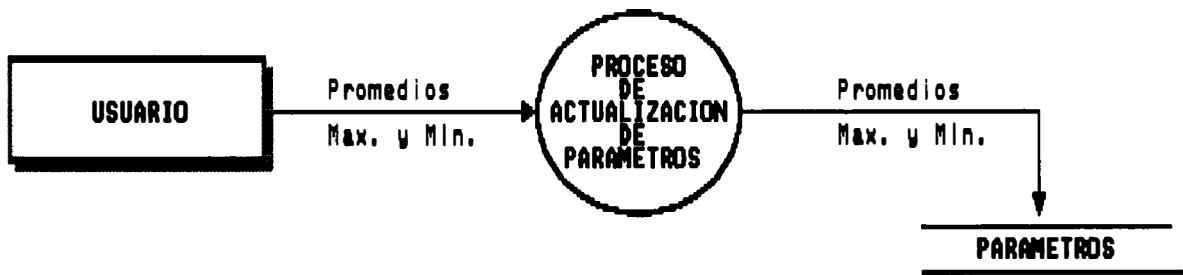 USUARIO
Promedios
Max. y Min.
PROCESO
DE
ACTUALIZACION
DE
PARAMETROS
Promedios
Max. y Min.
PARAMETROS